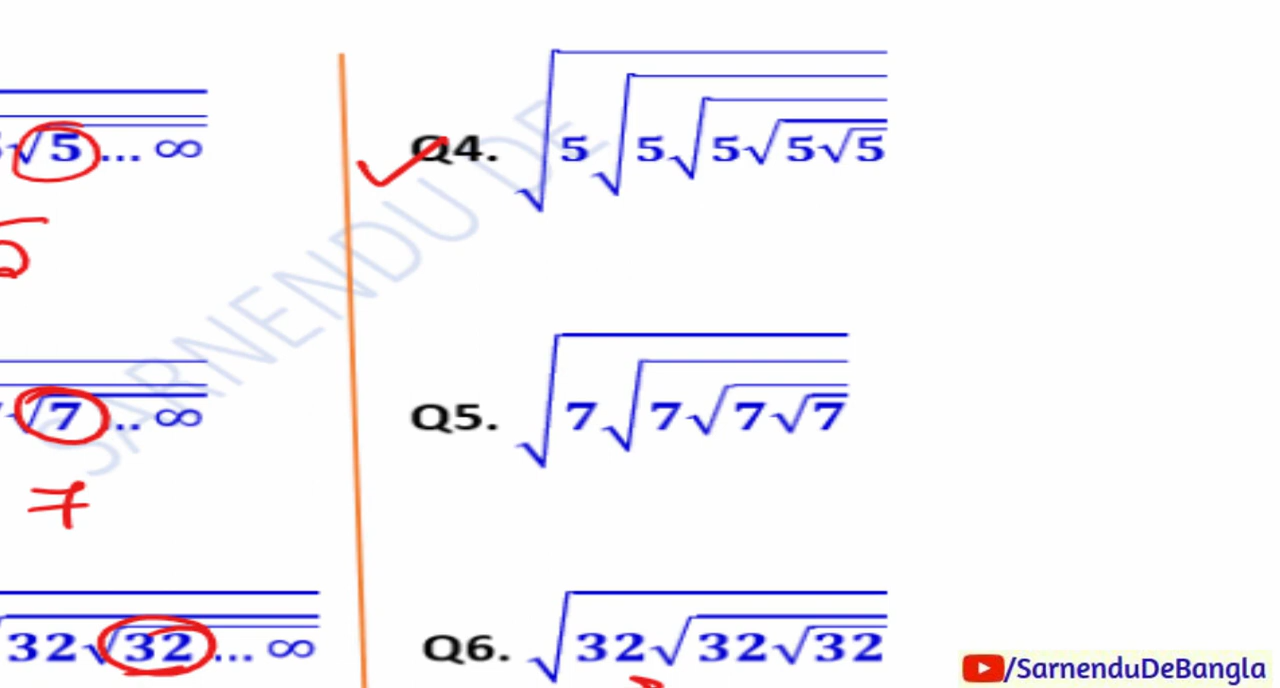 √5... ∞
Q4. √5√5√5√5√5
√7... ∞
7
Q5. √7√7√7√7
32√32... ∞
Q6. √32√32√32
SARNENDU DE
/SarnenduDeBangla